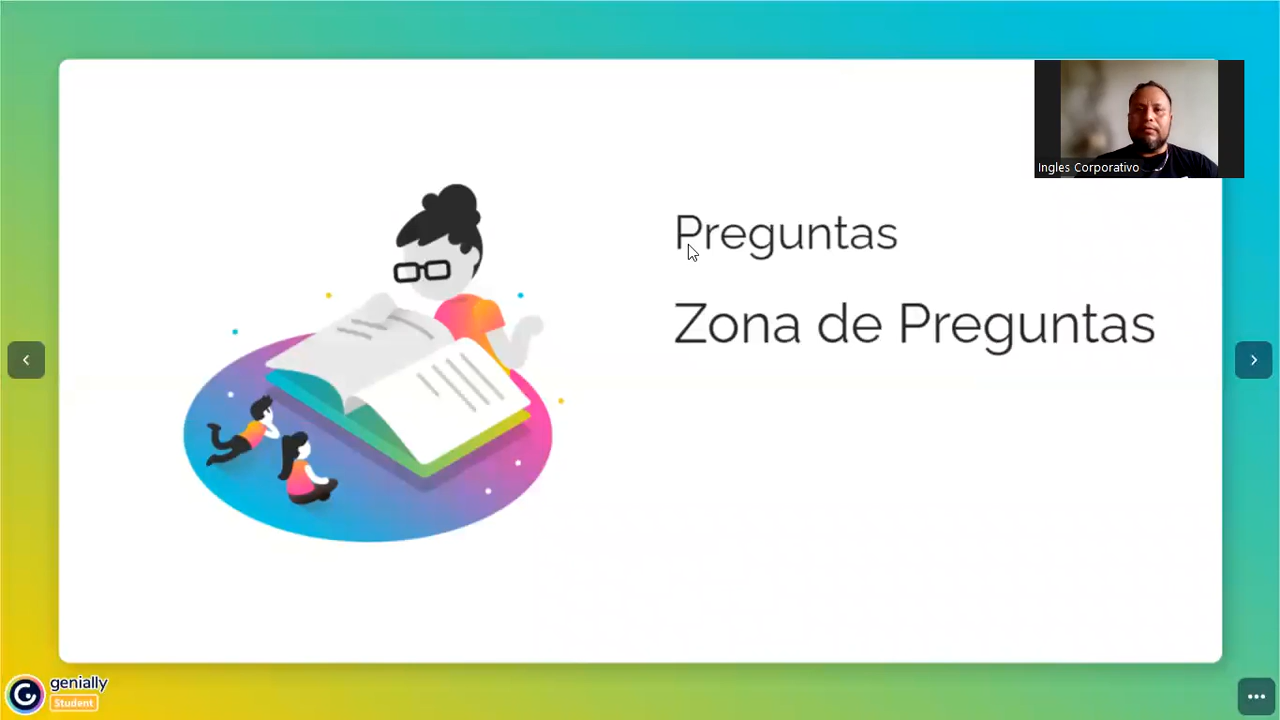 Ingles Corporativo
Preguntas
Zona de Preguntas
genially
Student